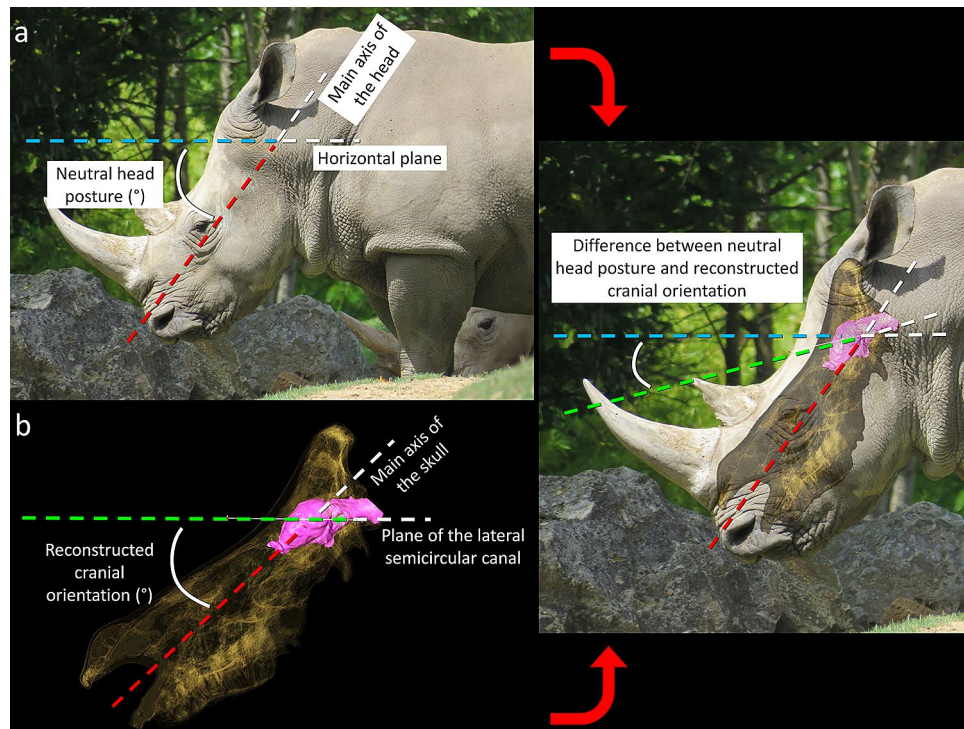 a
Main axis of
the head
Horizontal plane
Neutral head
posture (°)
b
Main axis of
the skull
Plane of the lateral
semicircular canal
Reconstructed
cranial
orientation (°)
Difference between neutral
head posture and reconstructed
cranial orientation